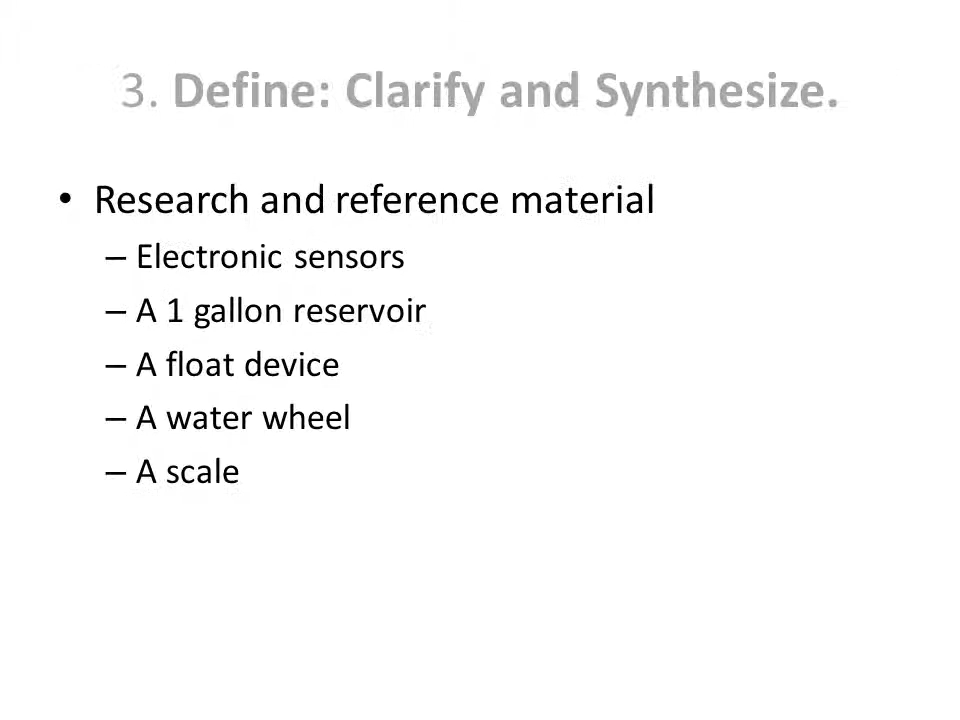 3. Define: Clarify and Synthesize.
• Research and reference material
– Electronic sensors
– A 1 gallon reservoir
– A float device
– A water wheel
– A scale